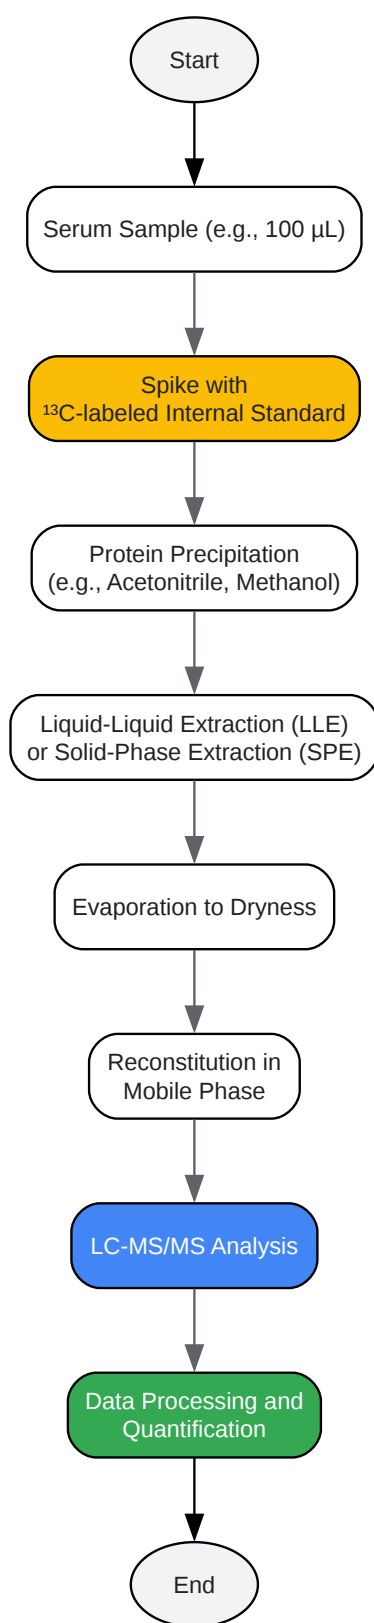 Start
Serum Sample (e.g., 100 µL)
Spike with
¹³C-labeled Internal Standard
Protein Precipitation
(e.g., Acetonitrile, Methanol)
Liquid-Liquid Extraction (LLE)
or Solid-Phase Extraction (SPE)
Evaporation to Dryness
Reconstitution in
Mobile Phase
LC-MS/MS Analysis
Data Processing and
Quantification
End